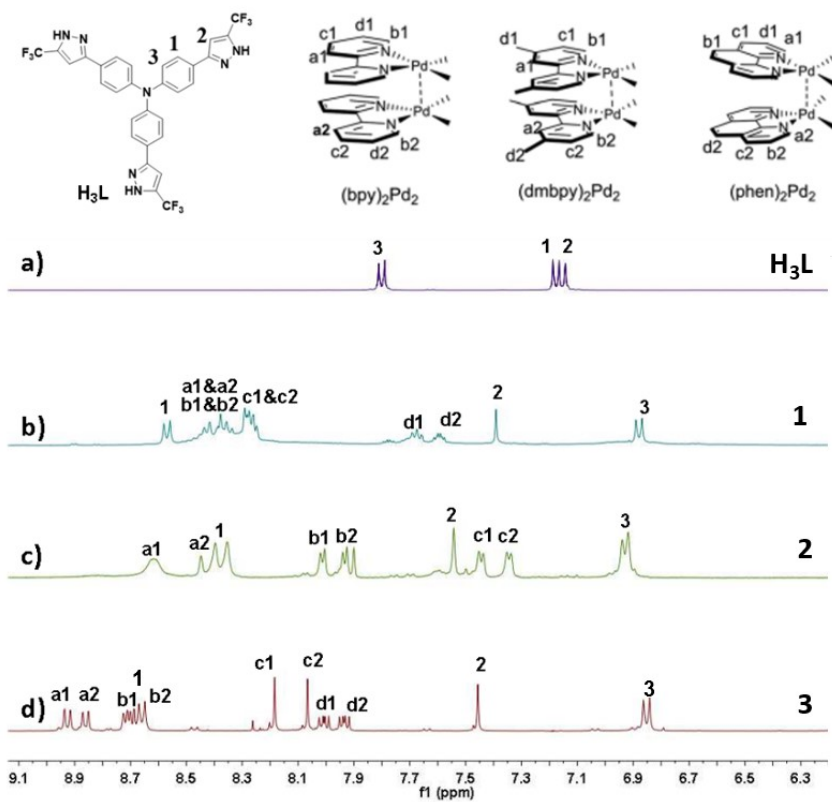 CF₃ 3 1 2 CF₃
F₃C NH N N NH
N
N NH
CF₃
H₃L
d1
c1 b1
a1 N
N Pd
N
a2 N Pd
c2 d2 b2
(bpy)₂Pd₂
c1
d1 b1
a1 N
N Pd
N
a2 N Pd
d2 c2 b2
(dmbpy)₂Pd₂
c1 d1
b1 a1
N
N Pd
N
N Pd
d2 c2 b2 a2
(phen)₂Pd₂
a) 3 1 2 H₃L
b) 1 a1&a2 b1&b2 c1&c2 d1 d2 2 3 1
c) a1 a2 1 b1 b2 2 c1 c2 3 2
d) a1 a2 b1 1 b2 c1 c2 d1 d2 2 3 3
9.1 8.9 8.7 8.5 8.3 8.1 7.9 7.7 7.5 7.3 7.1 6.9 6.7 6.5 6.3
f1 (ppm)